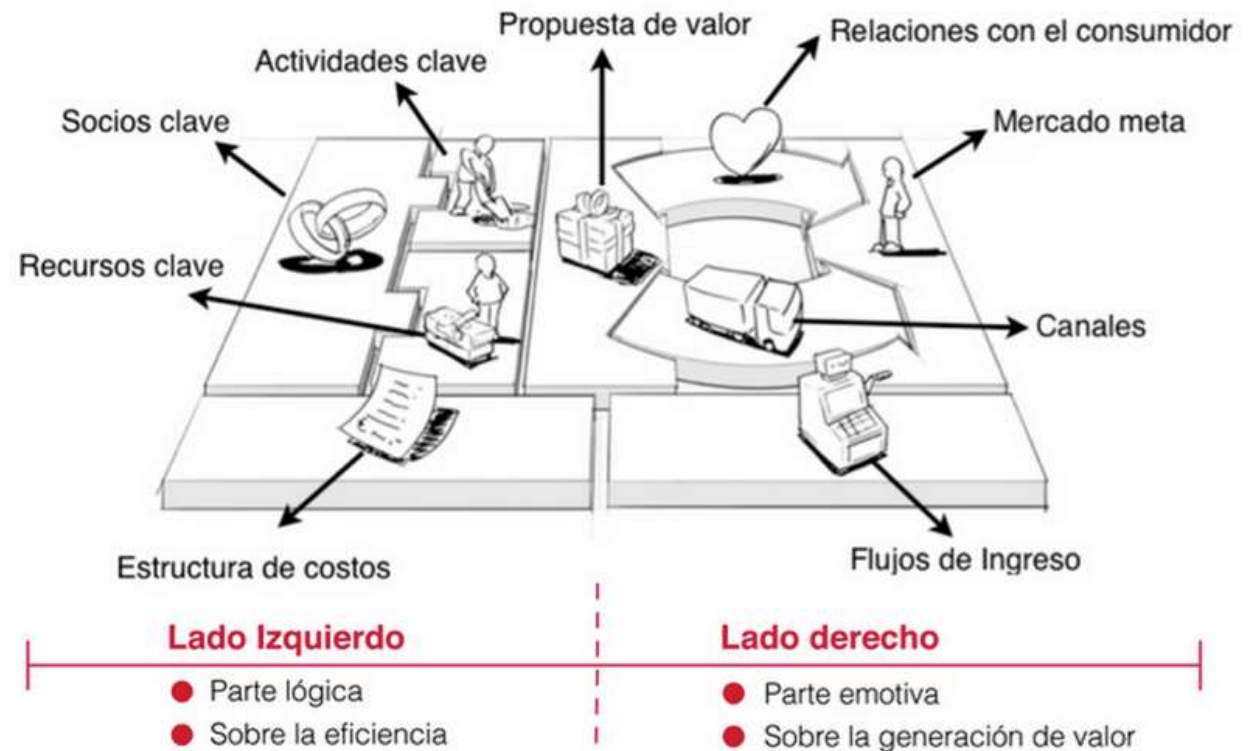 Propuesta de valor
Relaciones con el consumidor
Actividades clave
Socios clave
Mercado meta
Recursos clave
Canales
Estructura de costos
Flujos de Ingreso
Lado Izquierdo
Parte lógica
Sobre la eficiencia
Lado derecho
Parte emotiva
Sobre la generación de valor